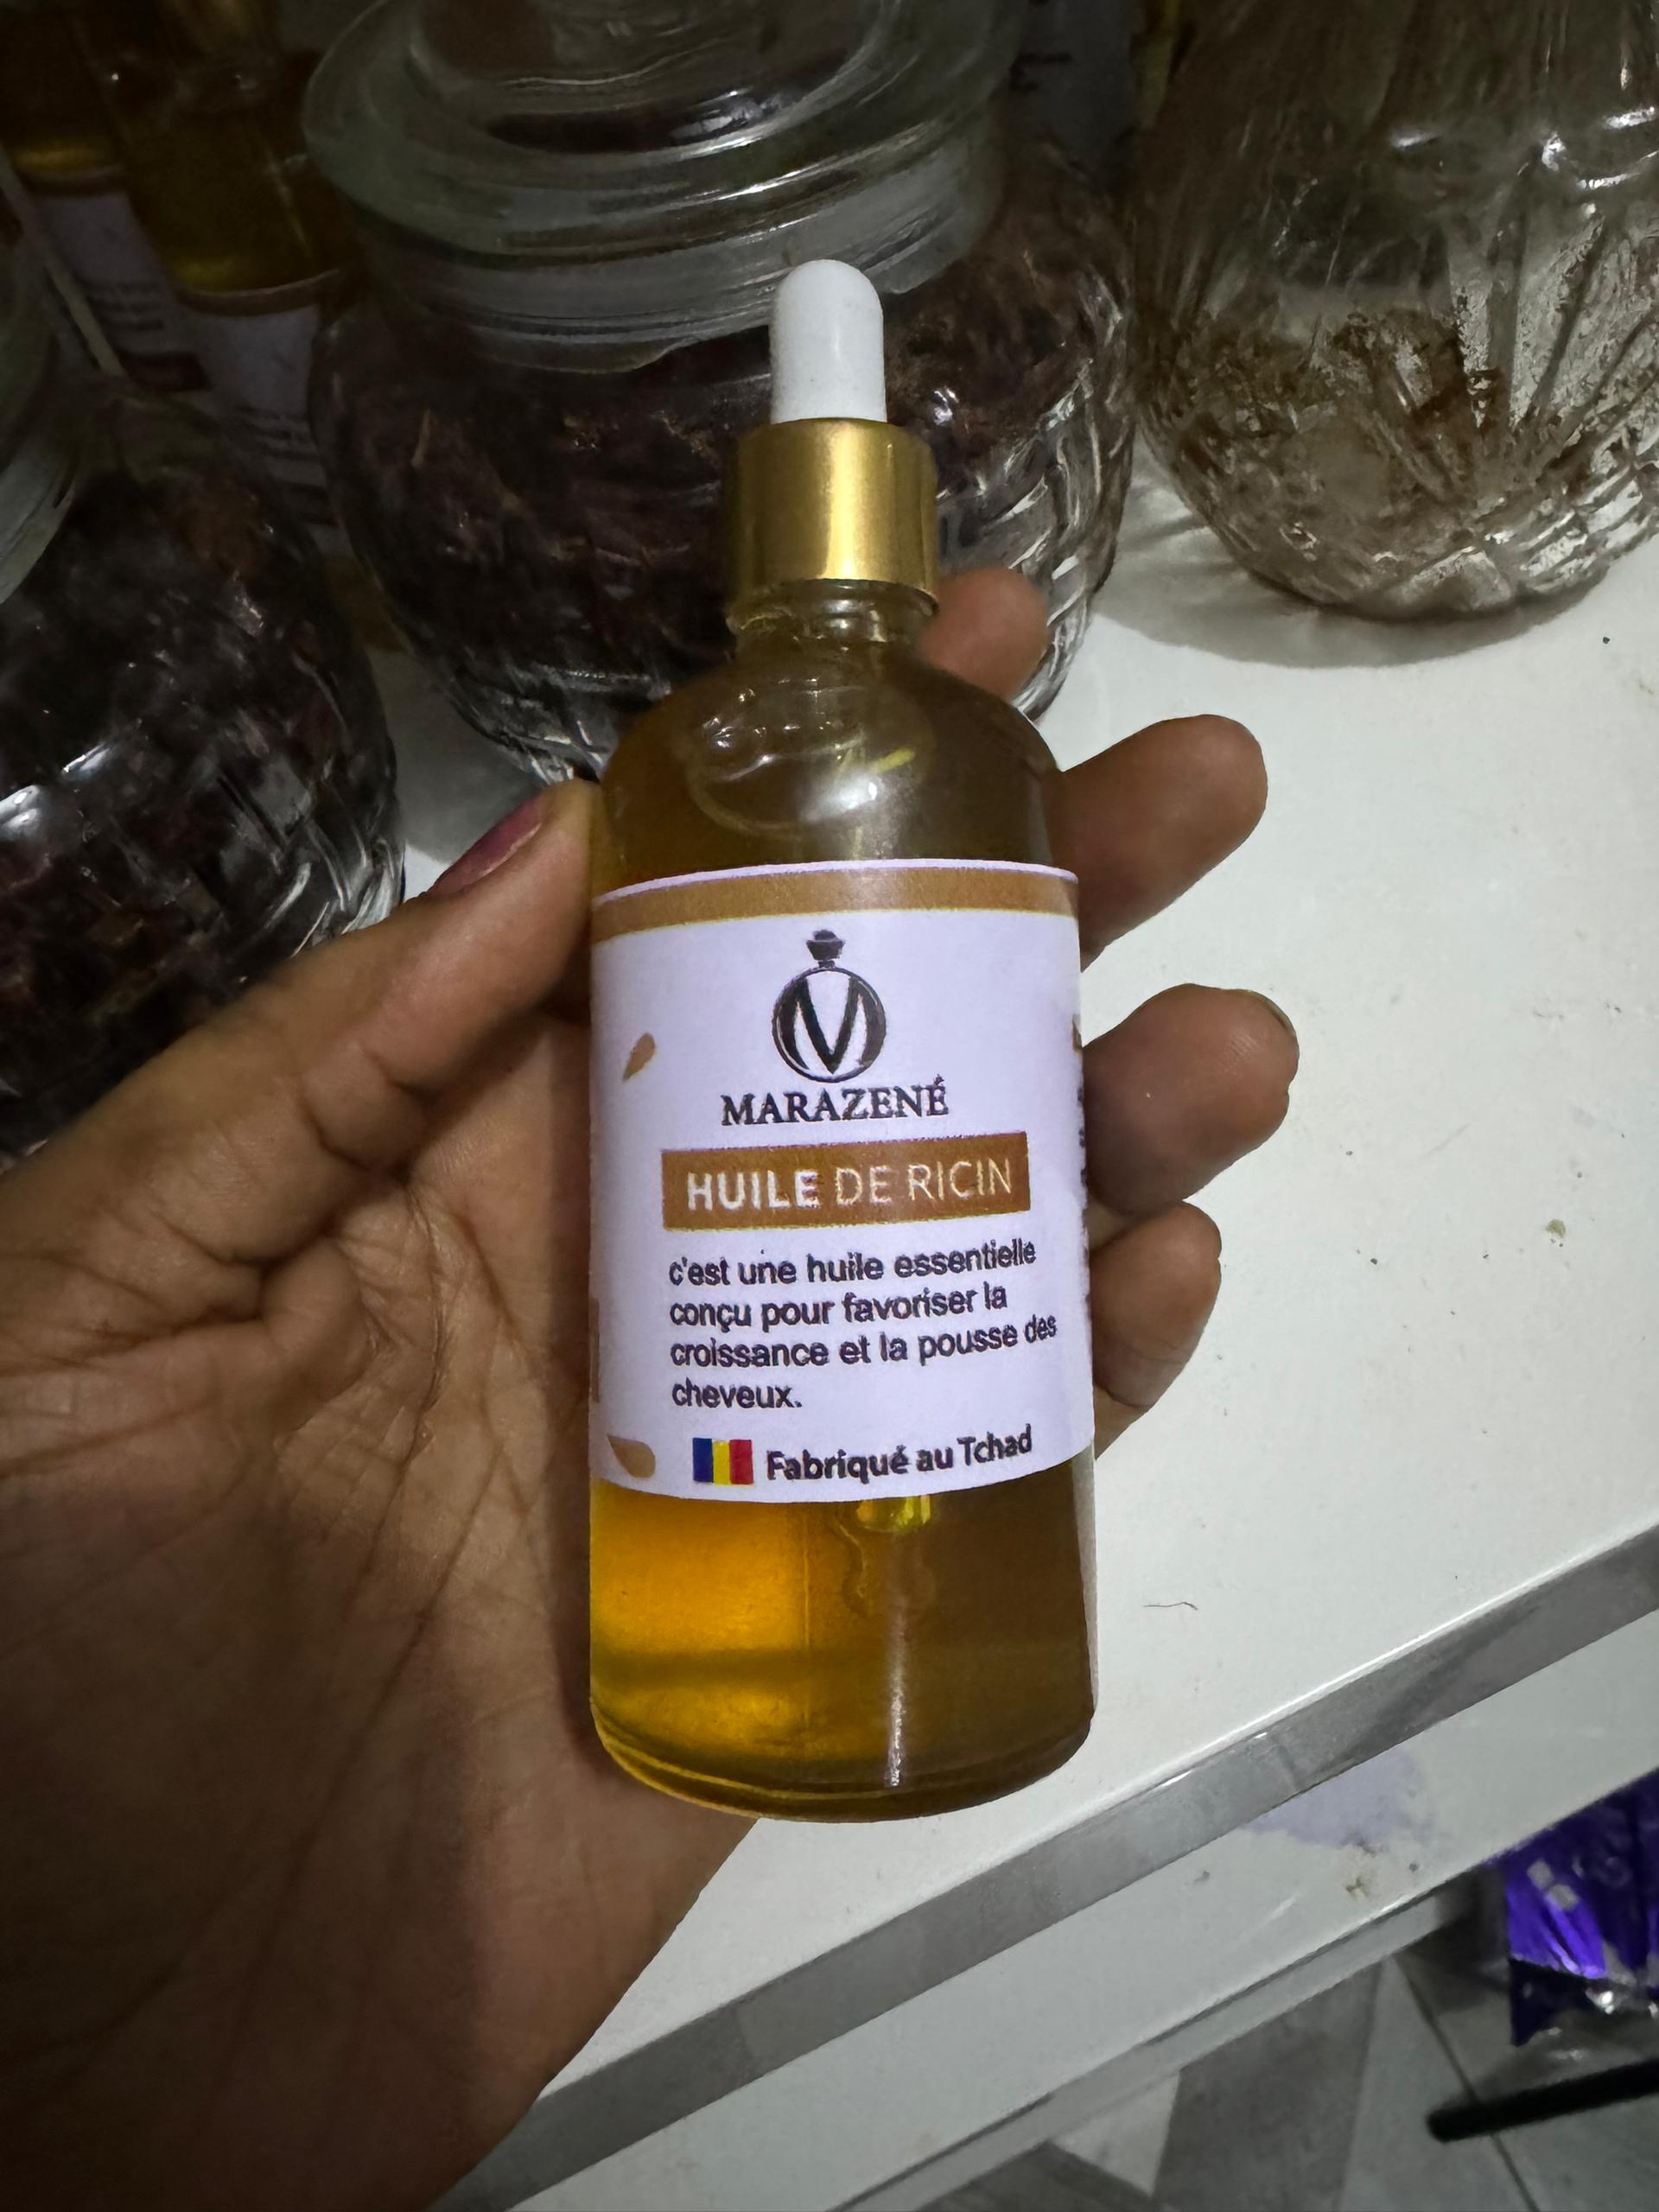 MARAZENÉ
HUILE DE RICIN
c'est une huile essentielle
conçu pour favoriser la
croissance et la pousse des
cheveux.
Fabriqué au Tchad